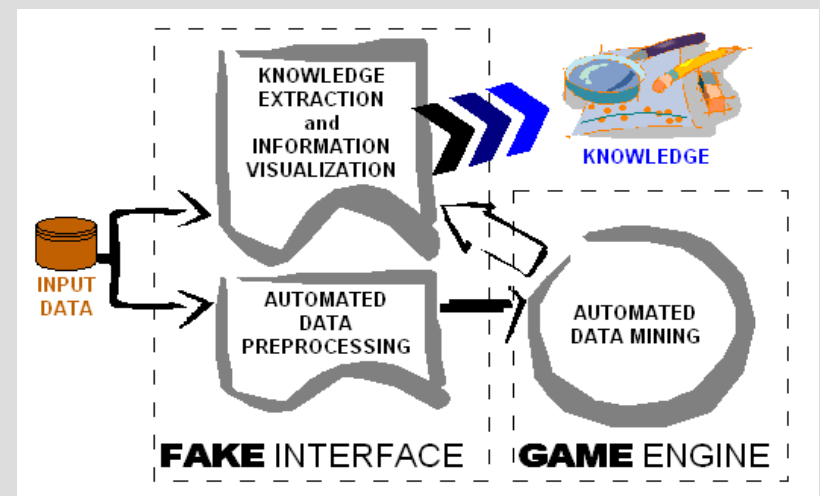 KNOWLEDGE
EXTRACTION
and
INFORMATION
VISUALIZATION
KNOWLEDGE
INPUT
DATA
AUTOMATED
DATA
PREPROCESSING
AUTOMATED
DATA MINING
FAKE INTERFACE
GAME ENGINE